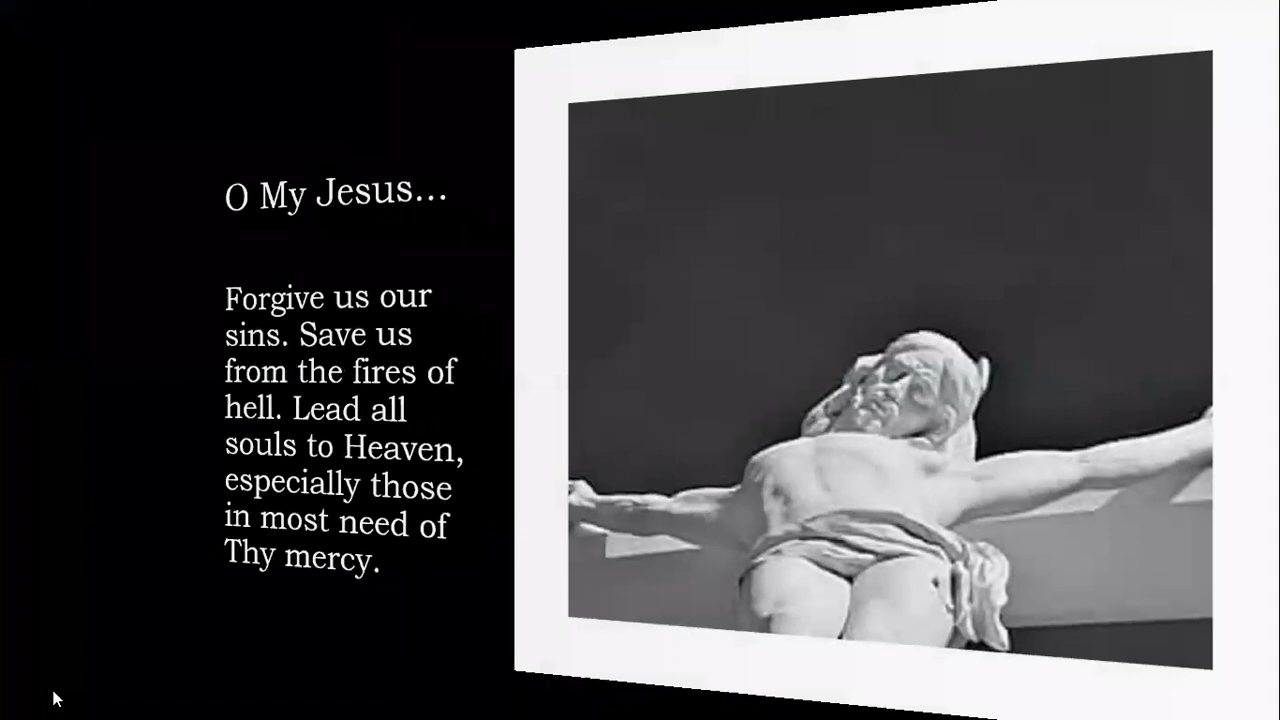 O My Jesus...
Forgive us our
sins. Save us
from the fires of
hell. Lead all
souls to Heaven,
especially those
in most need of
Thy mercy.